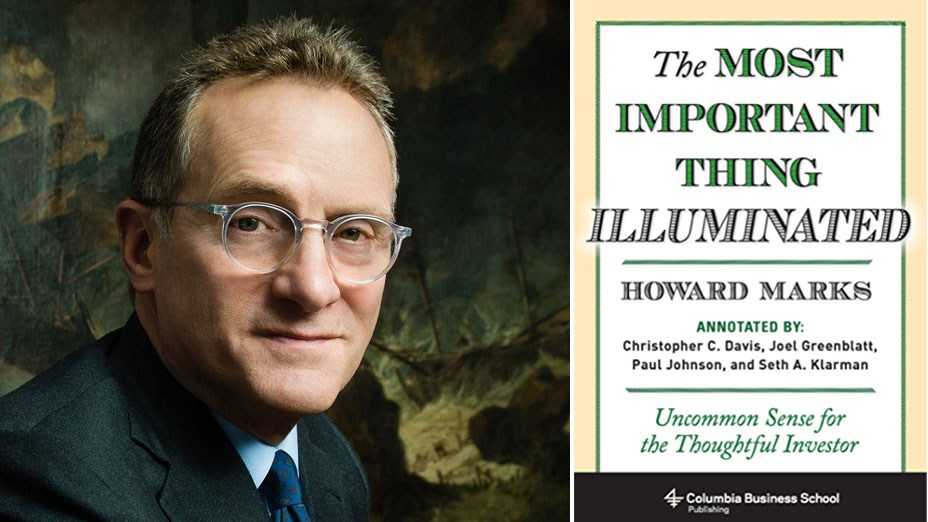 The MOST
IMPORTANT
THING
ILLUMINATED
HOWARD MARKS
ANNOTATED BY:
Christopher C. Davis, Joel Greenblatt,
Paul Johnson, and Seth A. Klarman
Uncommon Sense for
the Thoughtful Investor
Columbia Business School
Publishing